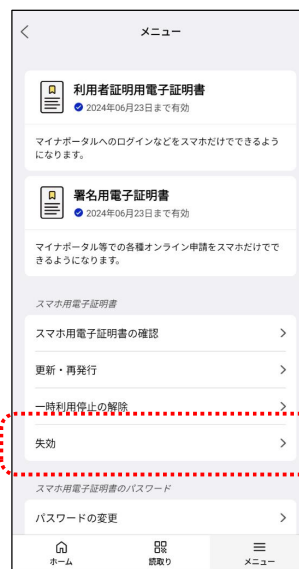 メニュー
利用者証明用電子証明書
2024年06月23日まで有効
マイナポータルへのログインなどをスマホだけでできるよう
になります。
署名用電子証明書
2024年06月23日まで有効
マイナポータル等での各種オンライン申請をスマホだけでで
きるようになります。
スマホ用電子証明書
スマホ用電子証明書の確認
更新・再発行
一時利用停止の解除
失効
スマホ用電子証明書のパスワード
パスワードの変更
ホーム
読取り
メニュー